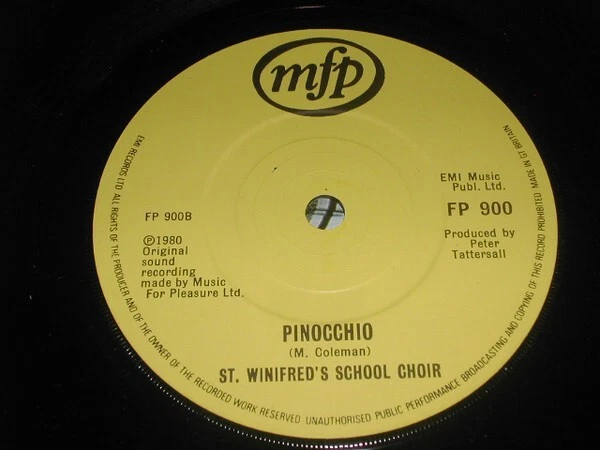 mfp
EMI Music
Publ. Ltd.
FP 900B
FP 900
℗1980
Original
sound
recording
made by Music
For Pleasure Ltd.
Produced by
Peter
Tattersall
PINOCCHIO
(M. Coleman)
ST. WINIFRED'S SCHOOL CHOIR
EMI RECORDS LTD ALL RIGHTS OF THE PRODUCER AND OF THE OWNER OF THE RECORDED WORK RESERVED UNAUTHORISED PUBLIC PERFORMANCE BROADCASTING AND COPYING OF THIS RECORD PROHIBITED MADE IN GT BRITAIN